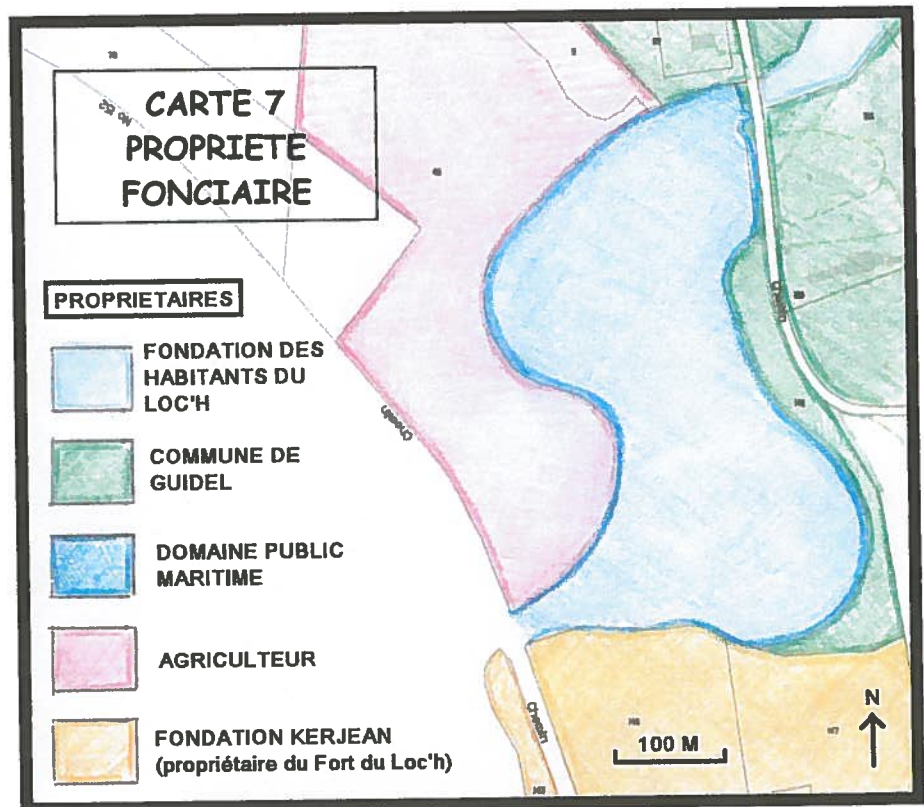 CARTE 7
PROPRIETE
FONCIAIRE
PROPRIETAIRES
FONDATION DES
HABITANTS DU
LOC'H
COMMUNE DE
GUIDEL
DOMAINE PUBLIC
MARITIME
AGRICULTEUR
FONDATION KERJEAN
(propriétaire du Fort du Loc'h)
Chemin
Chemin
Chemin
100 M
N